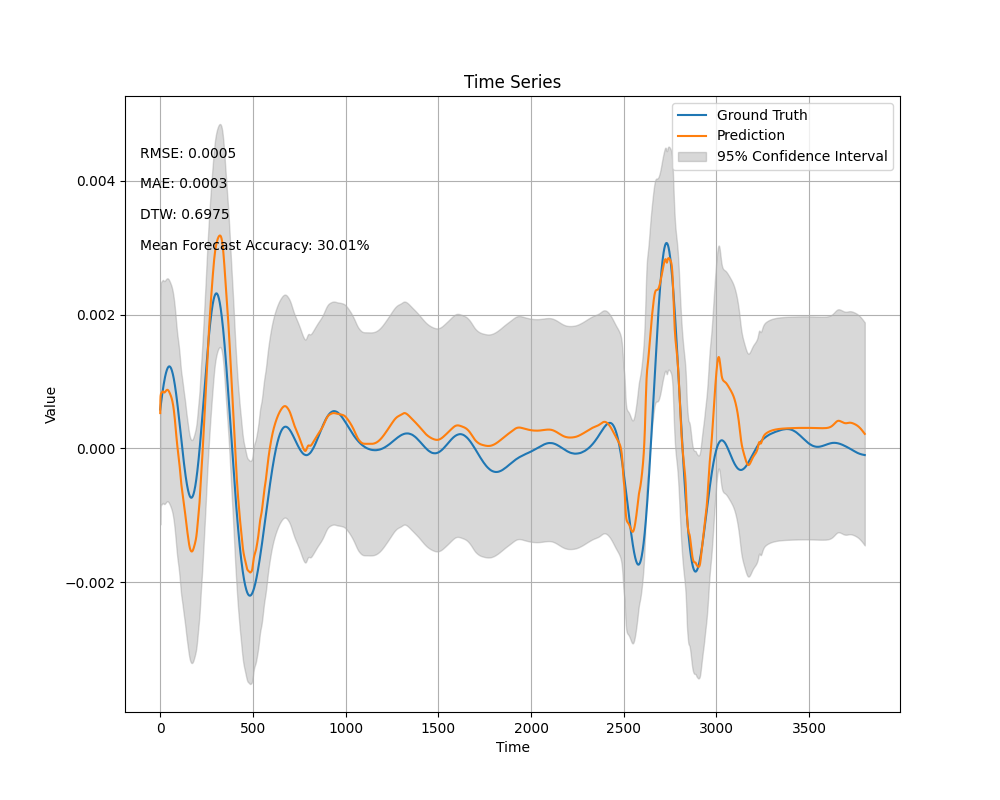 Time Series
Ground Truth
Prediction
95% Confidence Interval
RMSE: 0.0005
MAE: 0.0003
DTW: 0.6975
Mean Forecast Accuracy: 30.01%
0.004
0.002
0.000
−0.002
Value
0 500 1000 1500 2000 2500 3000 3500
Time